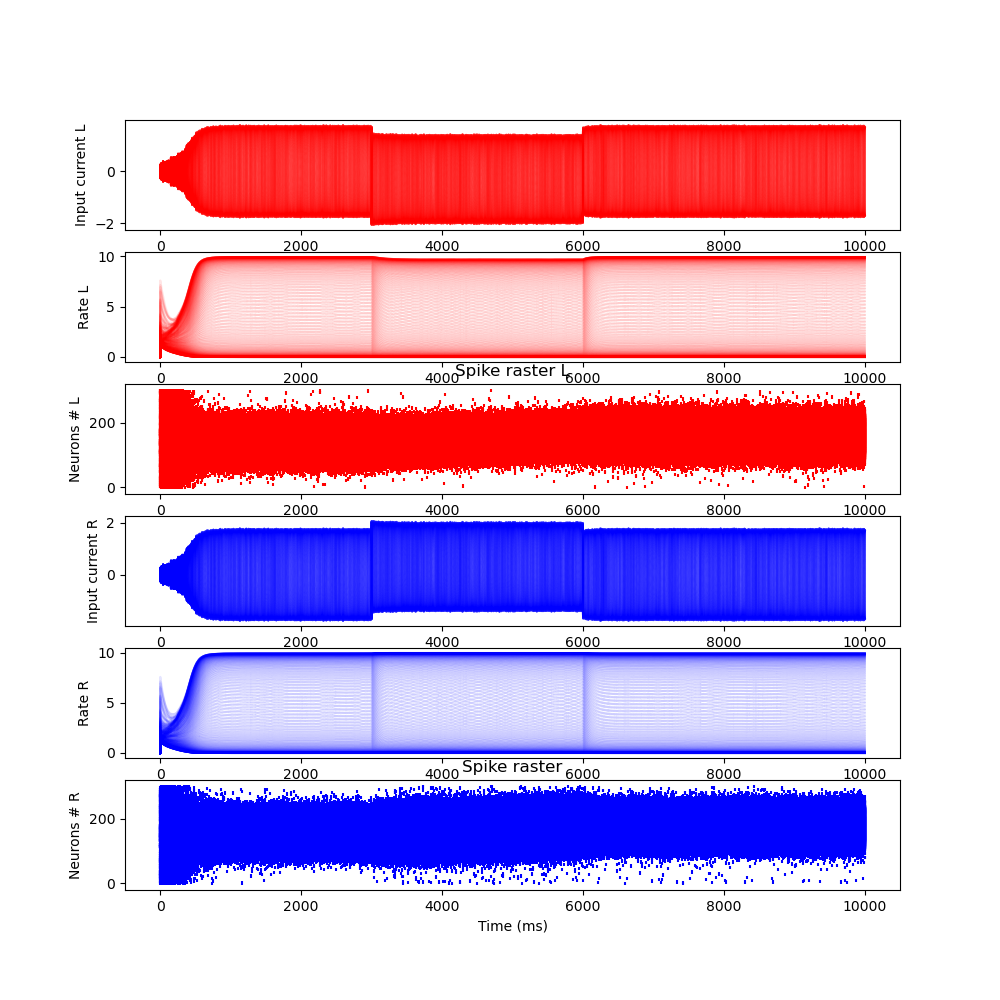 Input current L
0
−2
0 2000 4000 6000 8000 10000
Rate L
10
5
0
0 2000 4000 6000 8000 10000
Spike raster L
Neurons # L
200
0
0 2000 4000 6000 8000 10000
Input current R
2
0
0 2000 4000 6000 8000 10000
Rate R
10
5
0
0 2000 4000 6000 8000 10000
Spike raster
Neurons # R
200
0
0 2000 4000 6000 8000 10000
Time (ms)